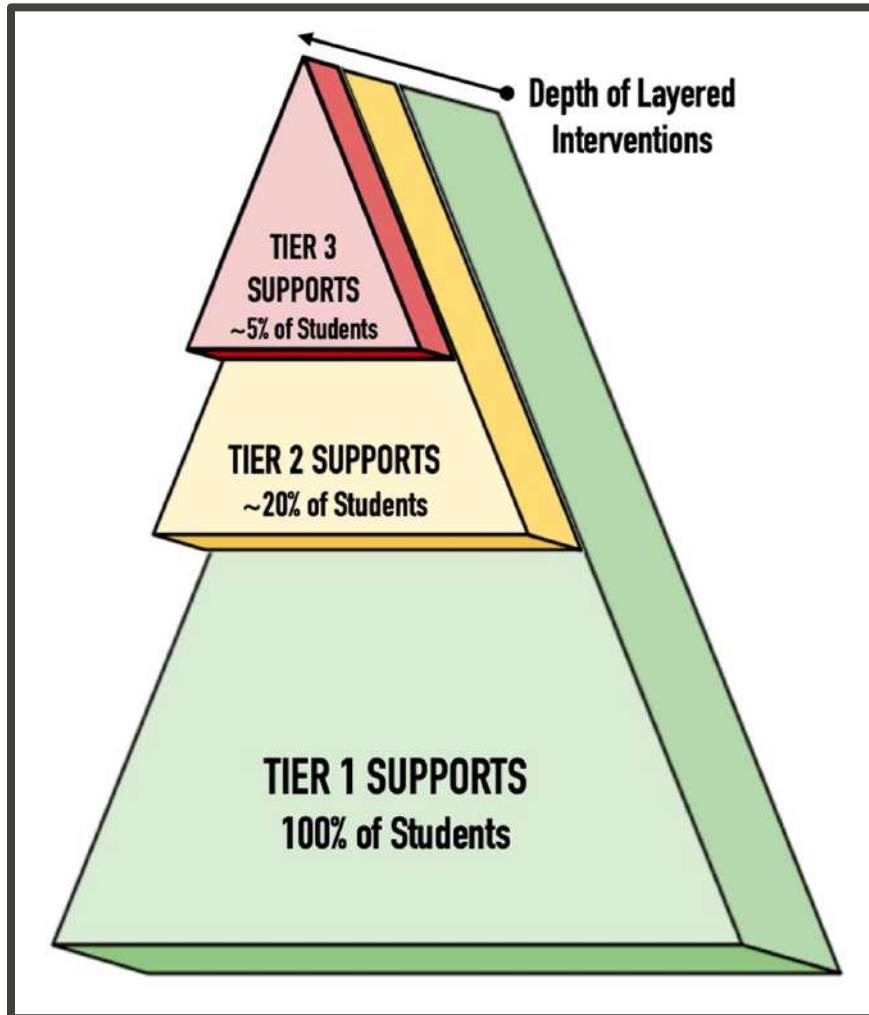 Depth of Layered
Interventions
TIER 3
SUPPORTS
~5% of Students
TIER 2 SUPPORTS
~20% of Students
TIER 1 SUPPORTS
100% of Students